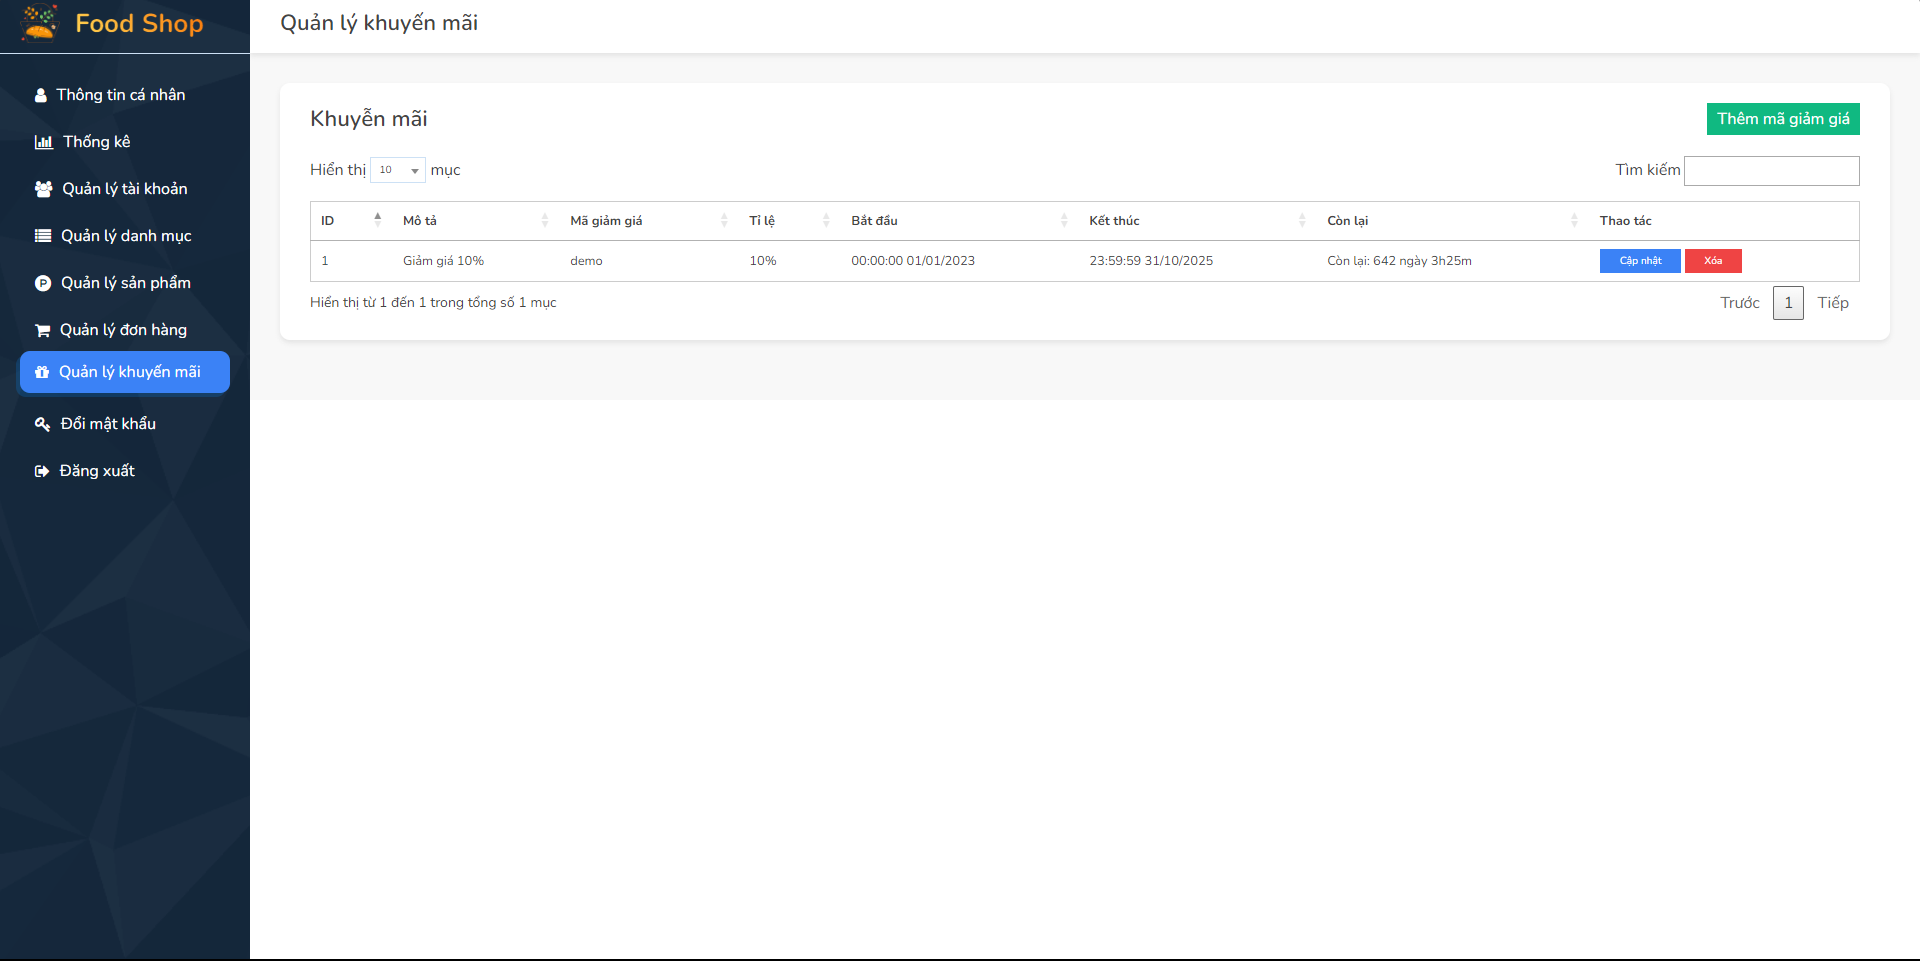 Food Shop
Quản lý khuyến mãi
Thông tin cá nhân
Thống kê
Quản lý tài khoản
Quản lý danh mục
Quản lý sản phẩm
Quản lý đơn hàng
Quản lý khuyến mãi
Đổi mật khẩu
Đăng xuất
Khuyễn mãi
Thêm mã giảm giá
Hiển thị 10 mục
Tìm kiếm
ID Mô tả Mã giảm giá Tỉ lệ Bắt đầu Kết thúc Còn lại Thao tác
1 Giảm giá 10% demo 10% 00:00:00 01/01/2023 23:59:59 31/10/2025 Còn lại: 642 ngày 3h25m Cập nhật Xóa
Hiển thị từ 1 đến 1 trong tổng số 1 mục
Trước 1 Tiếp